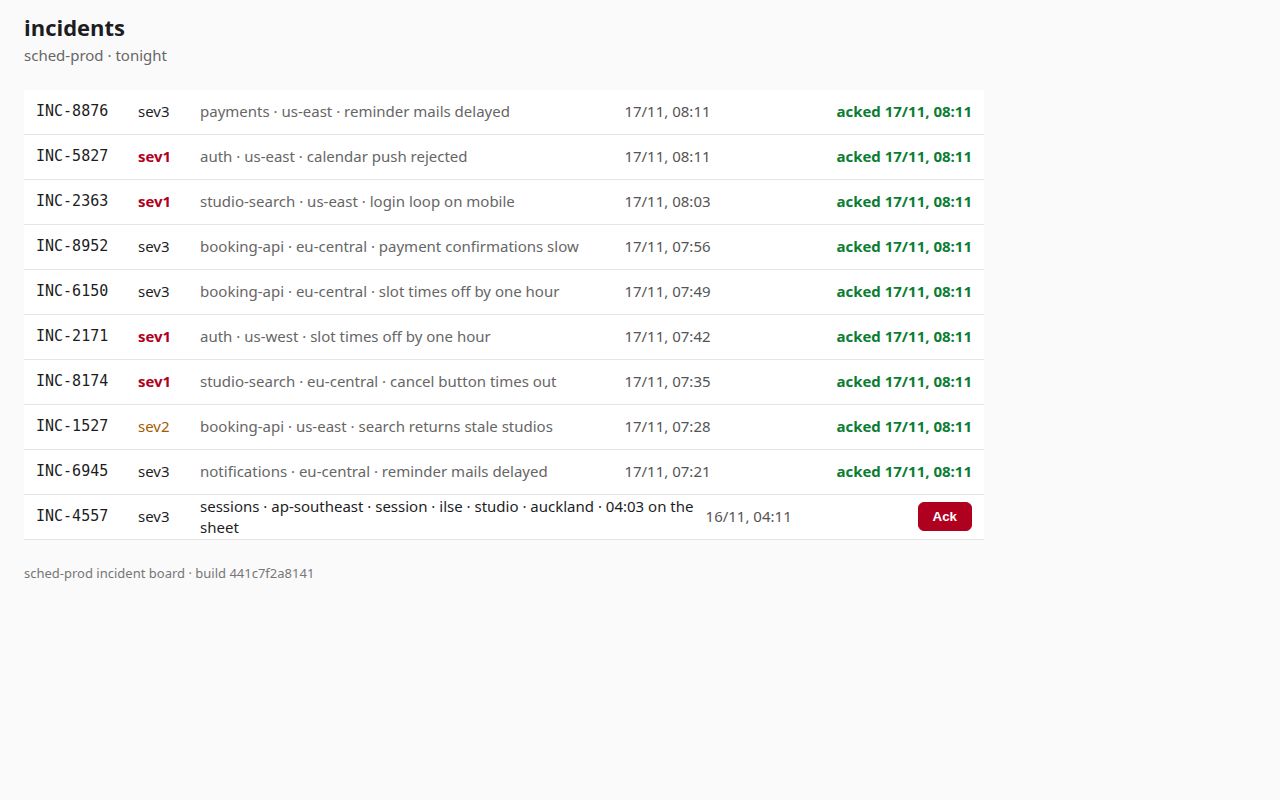 incidents
sched-prod · tonight
INC-8876 sev3 payments · us-east · reminder mails delayed 17/11, 08:11 acked 17/11, 08:11
INC-5827 sev1 auth · us-east · calendar push rejected 17/11, 08:11 acked 17/11, 08:11
INC-2363 sev1 studio-search · us-east · login loop on mobile 17/11, 08:03 acked 17/11, 08:11
INC-8952 sev3 booking-api · eu-central · payment confirmations slow 17/11, 07:56 acked 17/11, 08:11
INC-6150 sev3 booking-api · eu-central · slot times off by one hour 17/11, 07:49 acked 17/11, 08:11
INC-2171 sev1 auth · us-west · slot times off by one hour 17/11, 07:42 acked 17/11, 08:11
INC-8174 sev1 studio-search · eu-central · cancel button times out 17/11, 07:35 acked 17/11, 08:11
INC-1527 sev2 booking-api · us-east · search returns stale studios 17/11, 07:28 acked 17/11, 08:11
INC-6945 sev3 notifications · eu-central · reminder mails delayed 17/11, 07:21 acked 17/11, 08:11
INC-4557 sev3 sessions · ap-southeast · session · ilse · studio · auckland · 04:03 on the 16/11, 04:11 Ack
sheet
sched-prod incident board · build 441c7f2a8141